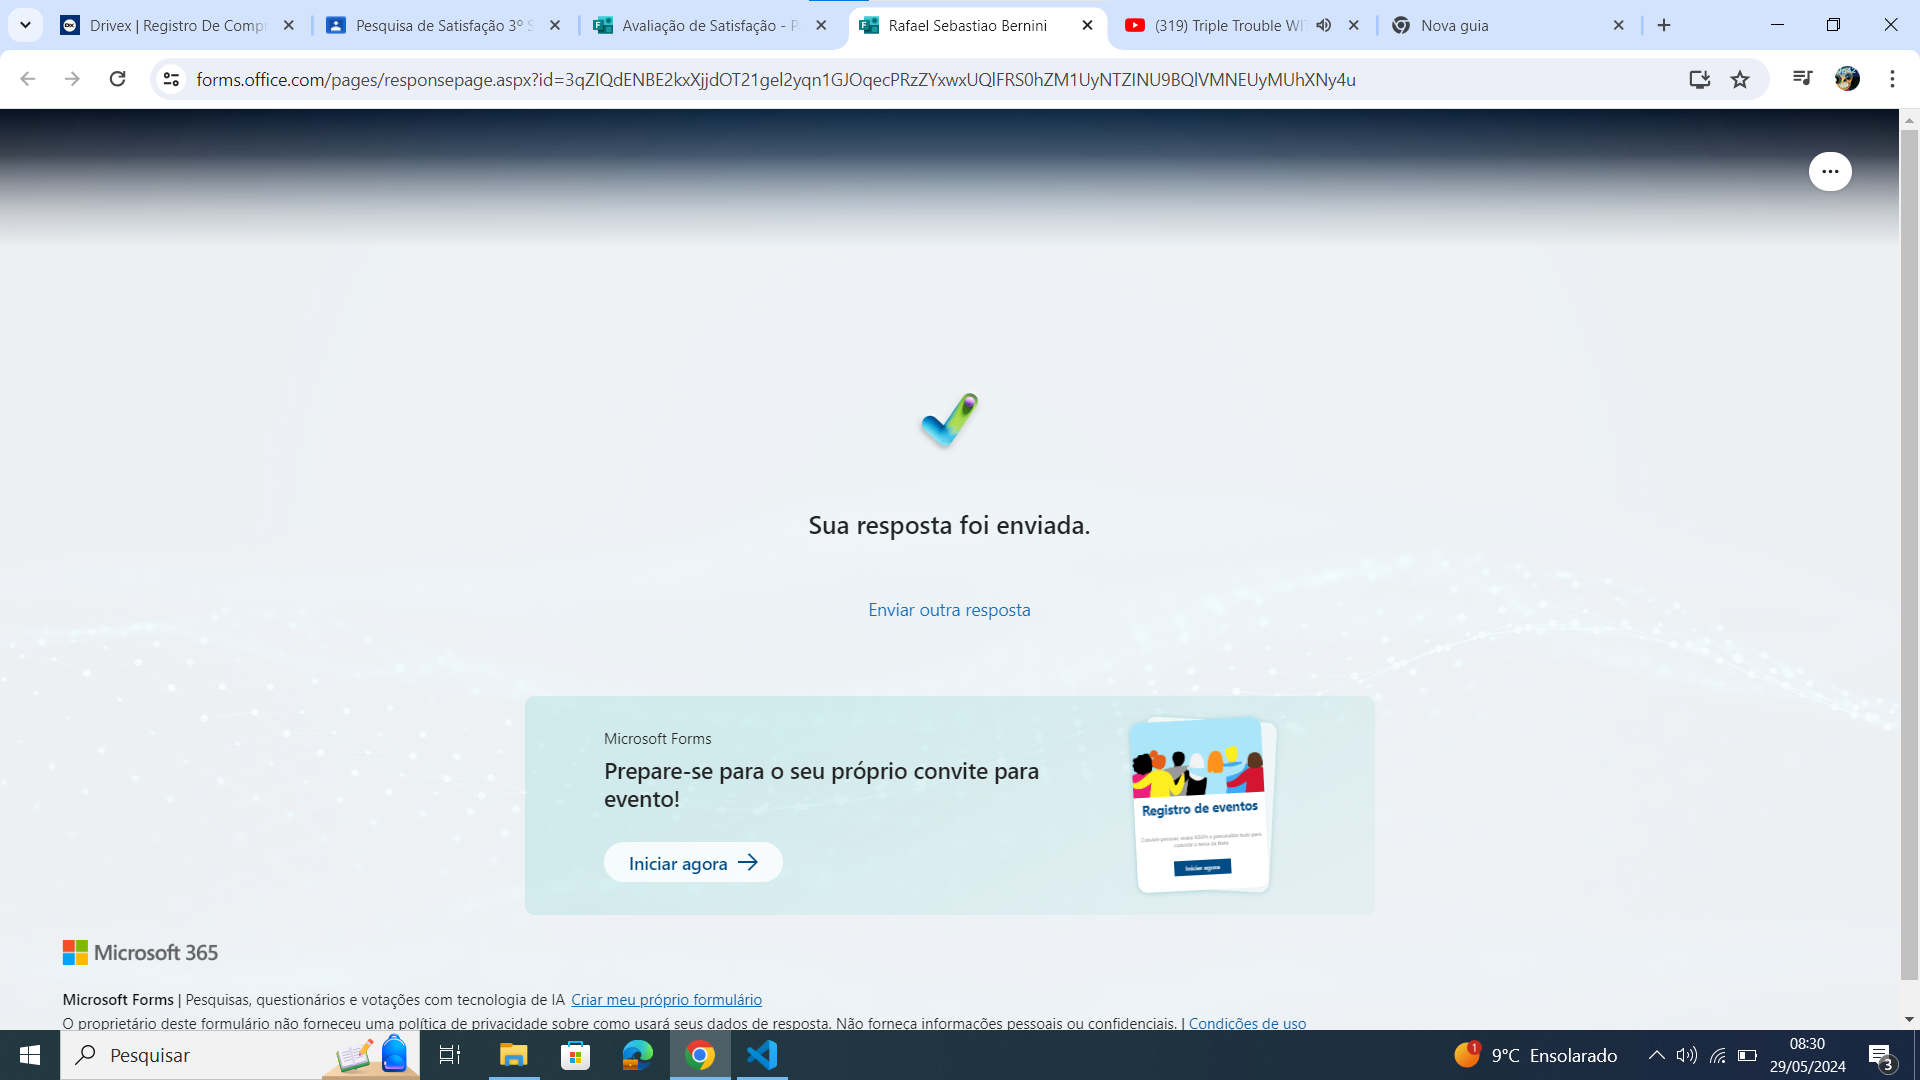 Drivex | Registro De Compr
Pesquisa de Satisfação 3º S
Avaliação de Satisfação - P
Rafael Sebastiao Bernini
(319) Triple Trouble WI
Nova guia
forms.office.com/pages/responsepage.aspx?id=3qZIQdENBE2kxXjjdOT21gel2yqn1GJOqecPRzZYxwxUQlFRS0hZM1UyNTZINU9BQlVMNEUyMUhXNy4u
Sua resposta foi enviada.
Enviar outra resposta
Microsoft Forms
Prepare-se para o seu próprio convite para
evento!
Iniciar agora
Registro de eventos
Iniciar agora
Microsoft 365
Microsoft Forms | Pesquisas, questionários e votações com tecnologia de IA Criar meu próprio formulário
O proprietário deste formulário não forneceu uma política de privacidade sobre como usará seus dados de resposta. Não forneça informações pessoais ou confidenciais. | Condições de uso
Pesquisar
1
9°C Ensolarado
08:30
29/05/2024
3